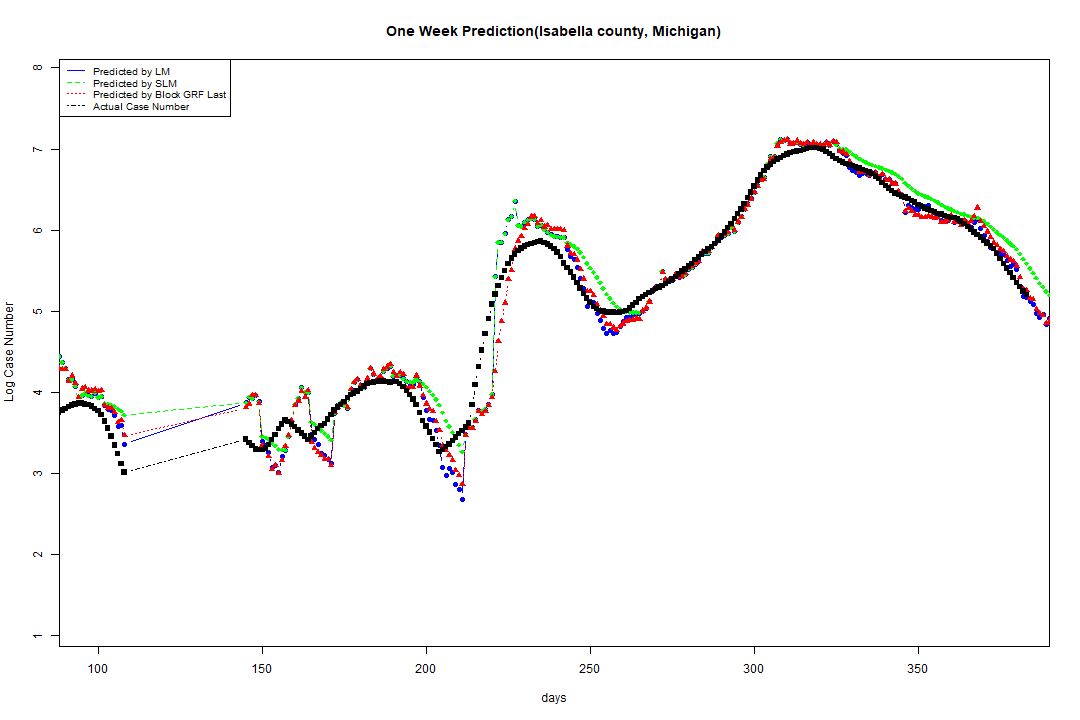 One Week Prediction(Isabella county, Michigan)
Predicted by LM
Predicted by SLM
Predicted by Block GRF Last
Actual Case Number
8
7
6
5
4
3
2
1
Log Case Number
100 150 200 250 300 350
days